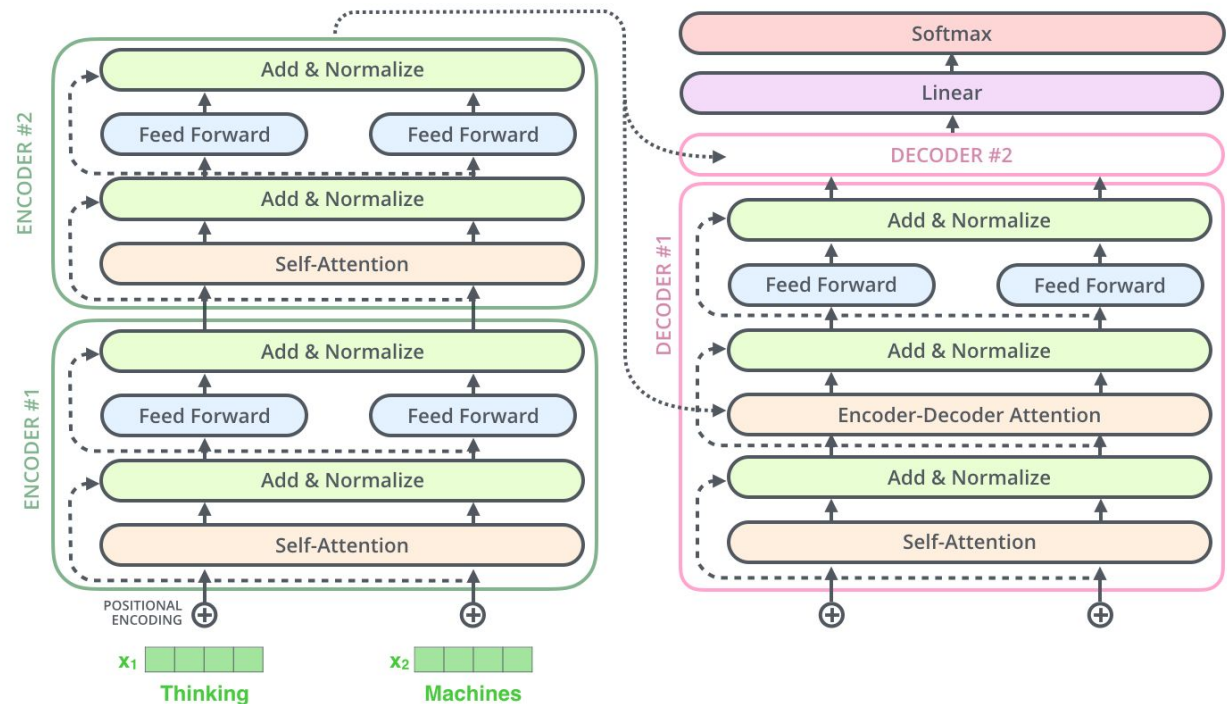 ENCODER #2
Add & Normalize
Feed Forward
Feed Forward
Add & Normalize
Self-Attention
ENCODER #1
Add & Normalize
Feed Forward
Feed Forward
Add & Normalize
Self-Attention
POSITIONAL
ENCODING
x₁
x₂
Thinking
Machines
Softmax
Linear
DECODER #2
DECODER #1
Add & Normalize
Feed Forward
Feed Forward
Add & Normalize
Encoder-Decoder Attention
Add & Normalize
Self-Attention